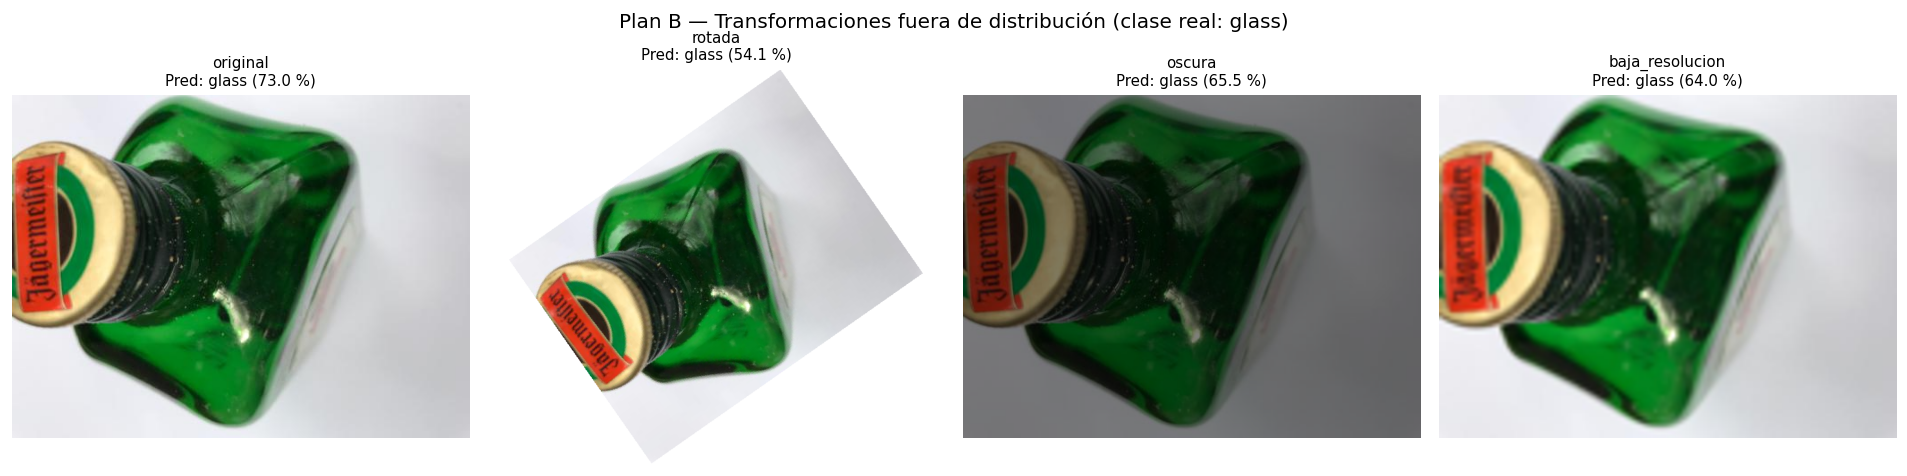 Plan B — Transformaciones fuera de distribución (clase real: glass)
original
Pred: glass (73.0 %)
rotada
Pred: glass (54.1 %)
oscura
Pred: glass (65.5 %)
baja_resolucion
Pred: glass (64.0 %)
Jägermeister
Jägermeister
Jägermeister
Jägermeister